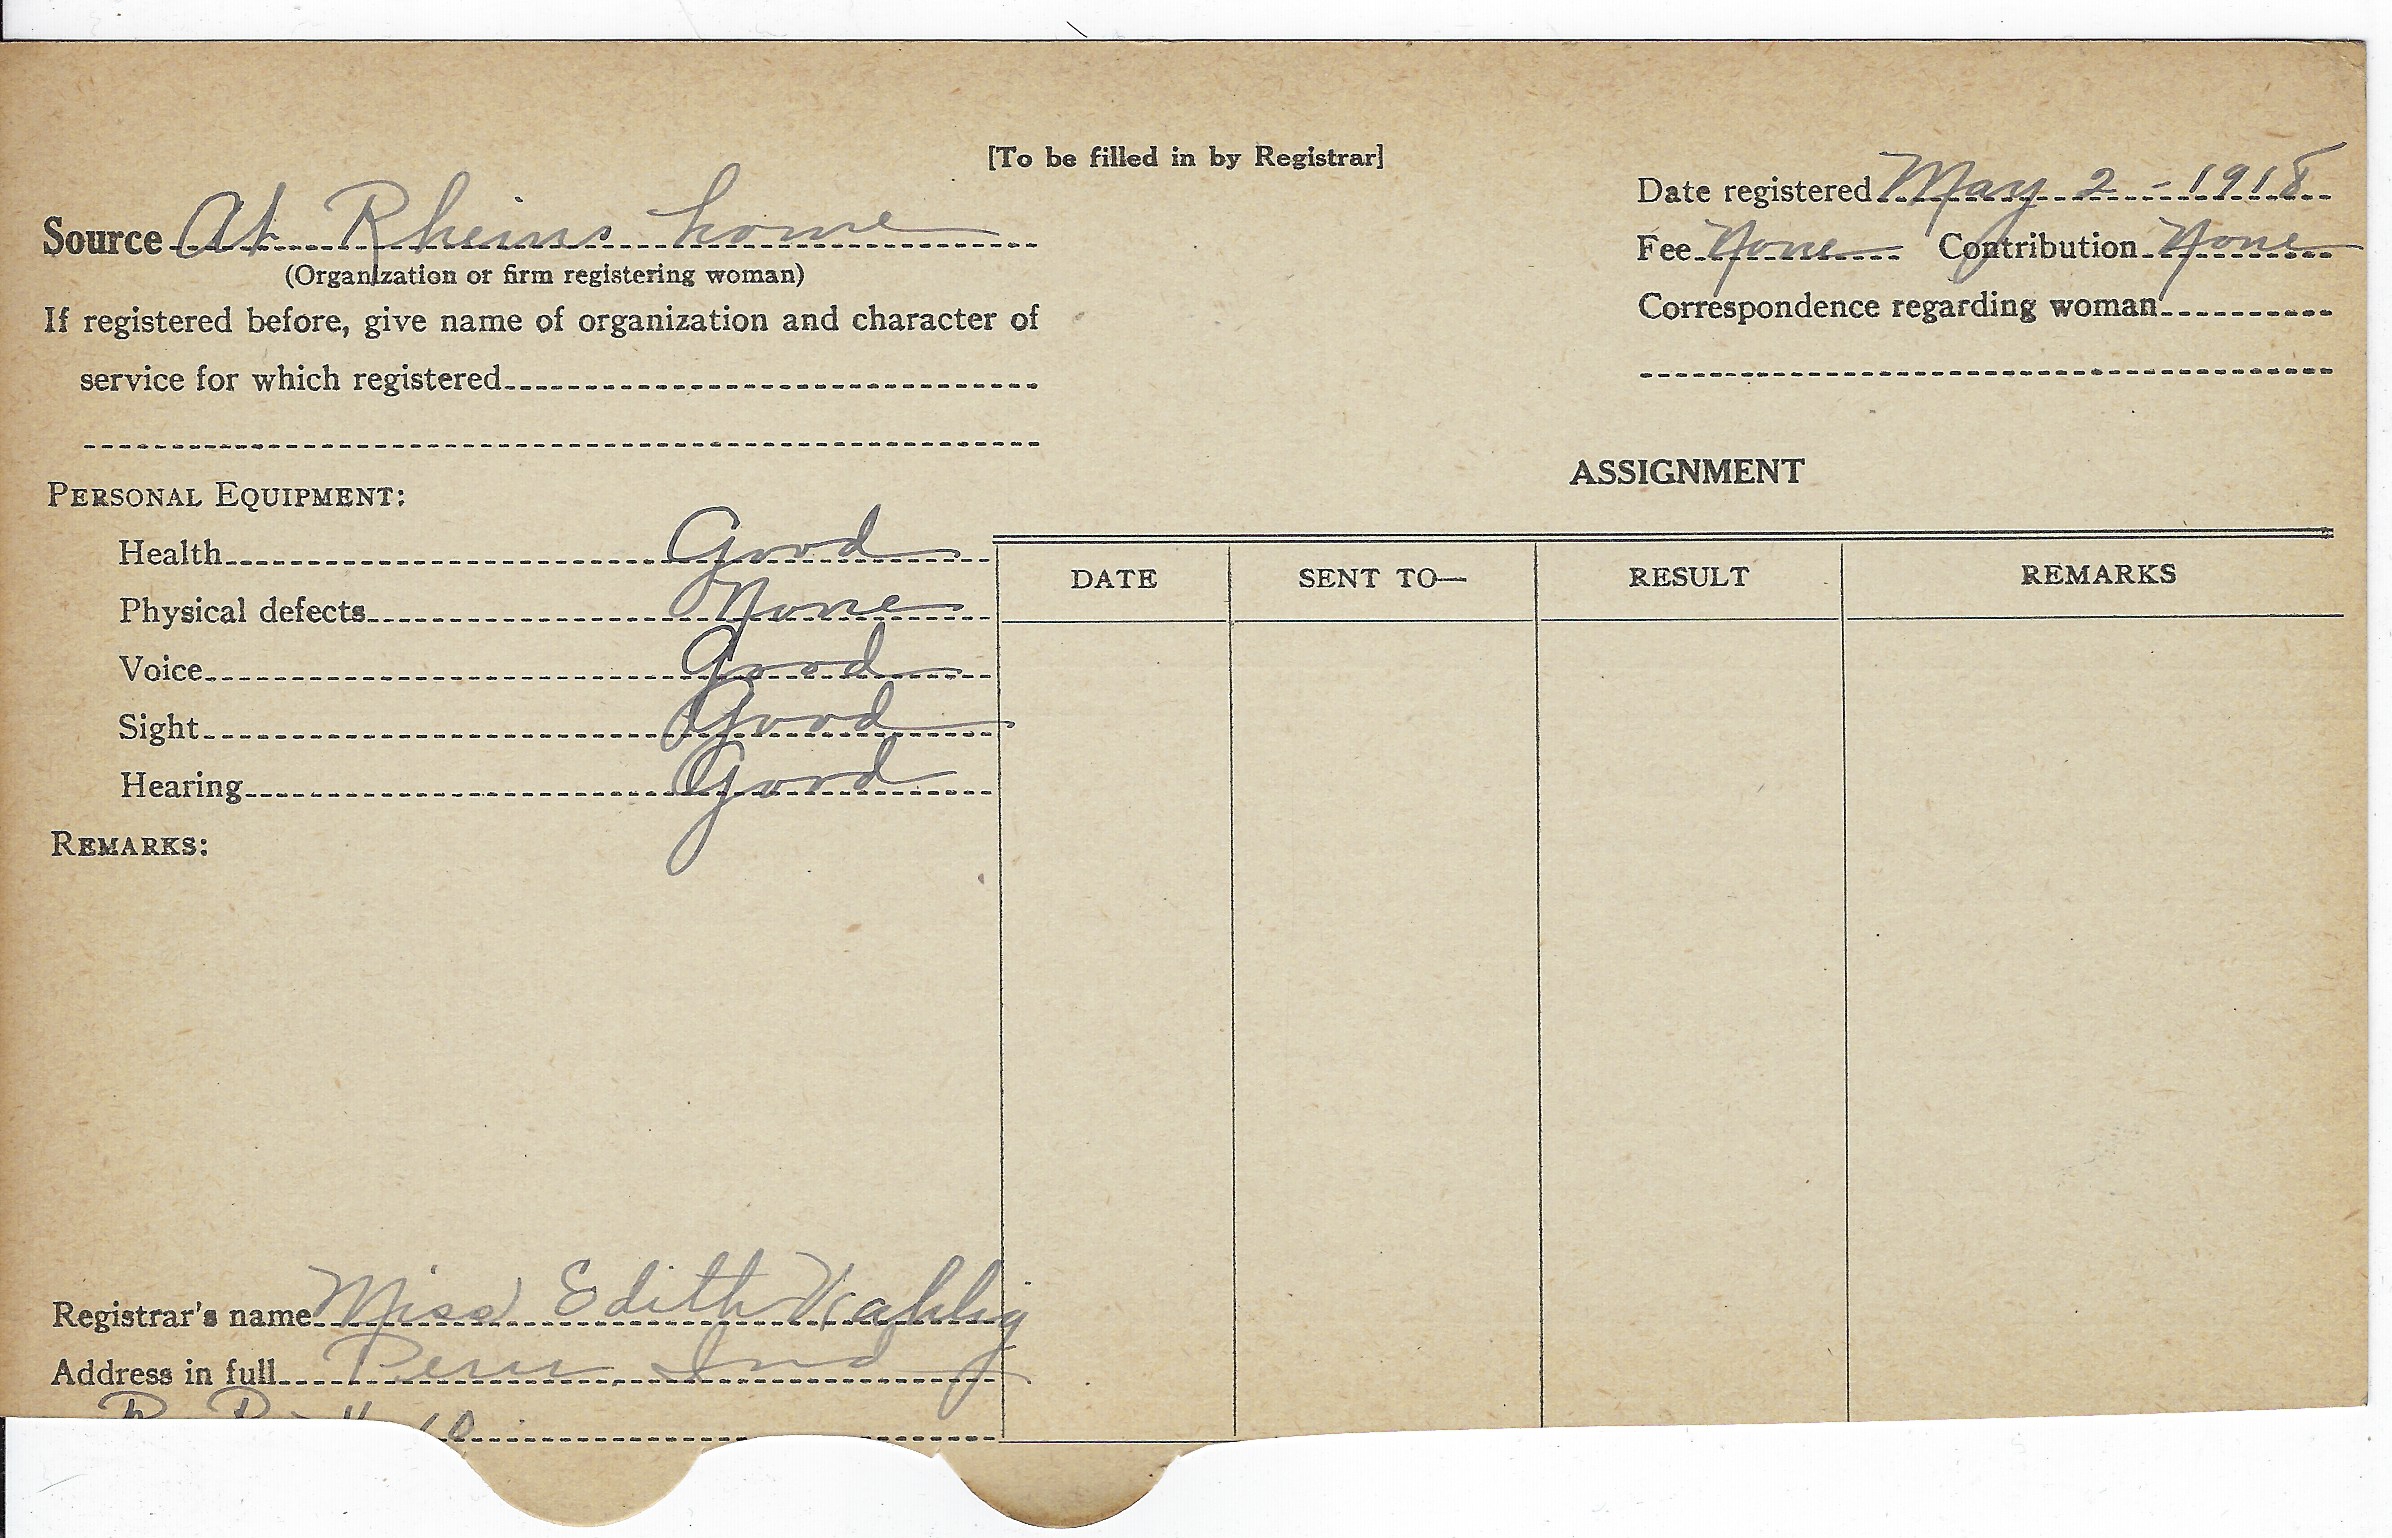 [To be filled in by Registrar]
Date registered May 2 - 1918
Source At Rheins home
(Organization or firm registering woman)
Fee None Contribution None
If registered before, give name of organization and character of
service for which registered
Correspondence regarding woman
PERSONAL EQUIPMENT:
Health Good
Physical defects None
Voice Good
Sight Good
Hearing Good
REMARKS:
ASSIGNMENT
DATE SENT TO— RESULT REMARKS
Registrar's name Miss Edith Kahlig
Address in full Peru, Ind
R. R. # 10